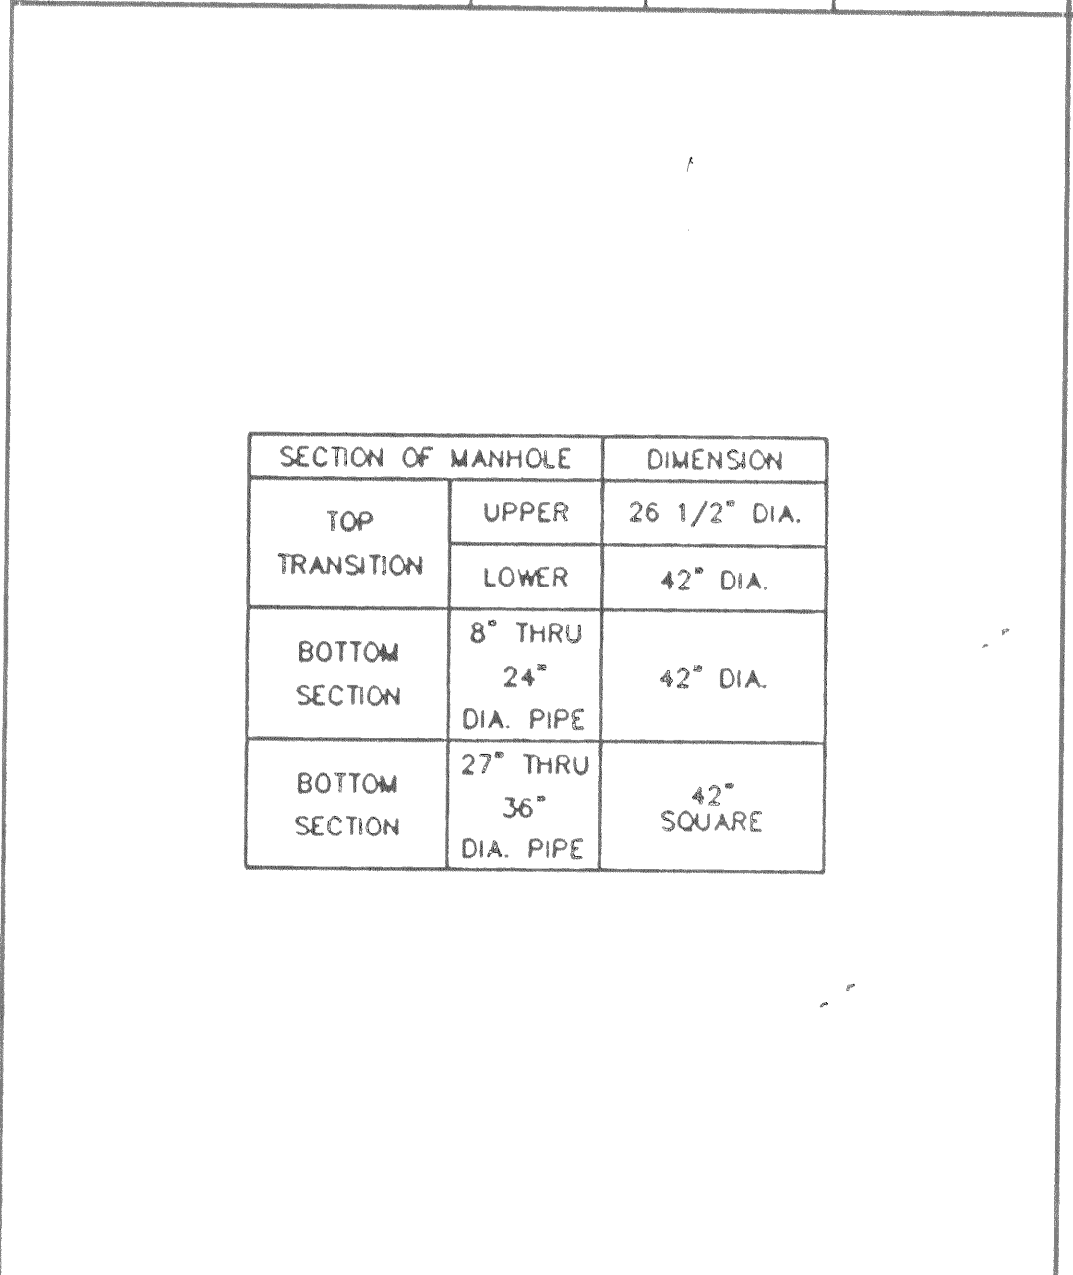 SECTION OF MANHOLE DIMENSION
TOP
TRANSITION
UPPER
26 1/2" DIA.
LOWER
42" DIA.
BOTTOM
SECTION
8" THRU
24"
DIA. PIPE
42" DIA.
BOTTOM
SECTION
27" THRU
36"
DIA. PIPE
42"
SQUARE